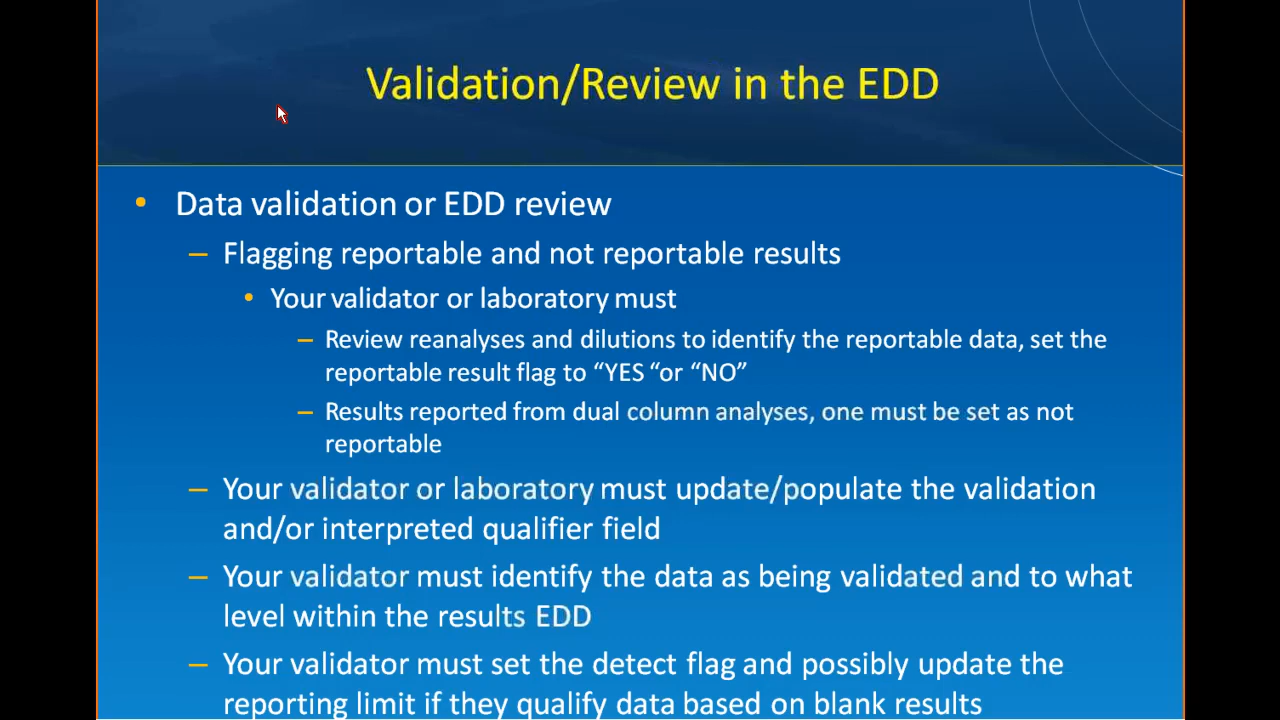 Validation/Review in the EDD
• Data validation or EDD review
– Flagging reportable and not reportable results
• Your validator or laboratory must
– Review reanalyses and dilutions to identify the reportable data, set the
reportable result flag to “YES “or “NO”
– Results reported from dual column analyses, one must be set as not
reportable
– Your validator or laboratory must update/populate the validation
and/or interpreted qualifier field
– Your validator must identify the data as being validated and to what
level within the results EDD
– Your validator must set the detect flag and possibly update the
reporting limit if they qualify data based on blank results